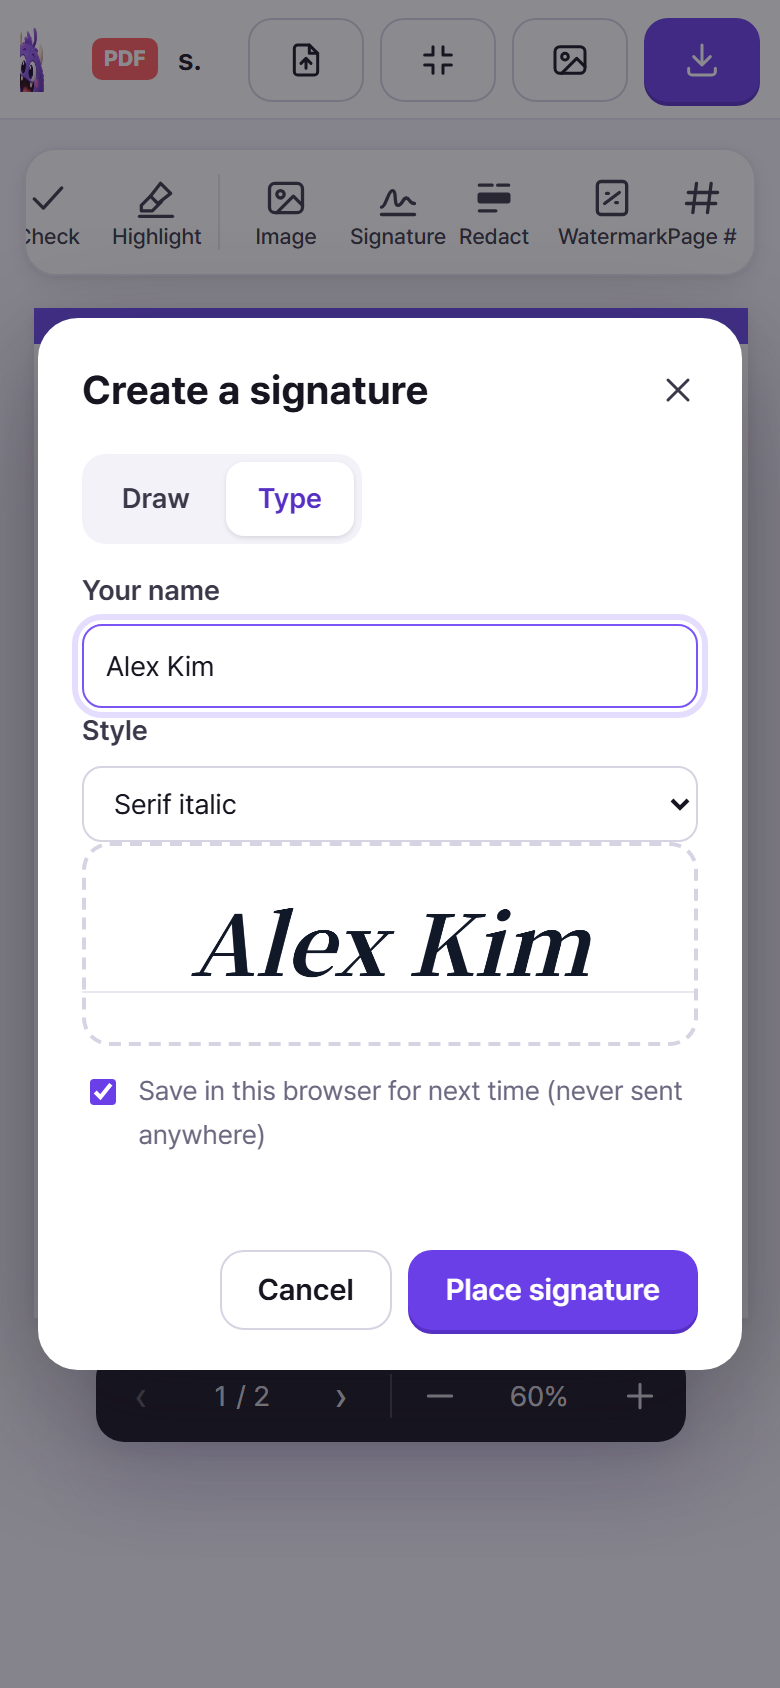 PDF s.
Check Highlight Image Signature Redact Watermark Page #
Create a signature
Draw Type
Your name
Alex Kim
Style
Serif italic
Alex Kim
Save in this browser for next time (never sent
anywhere)
Cancel Place signature
‹ 1 / 2 › — 60% +